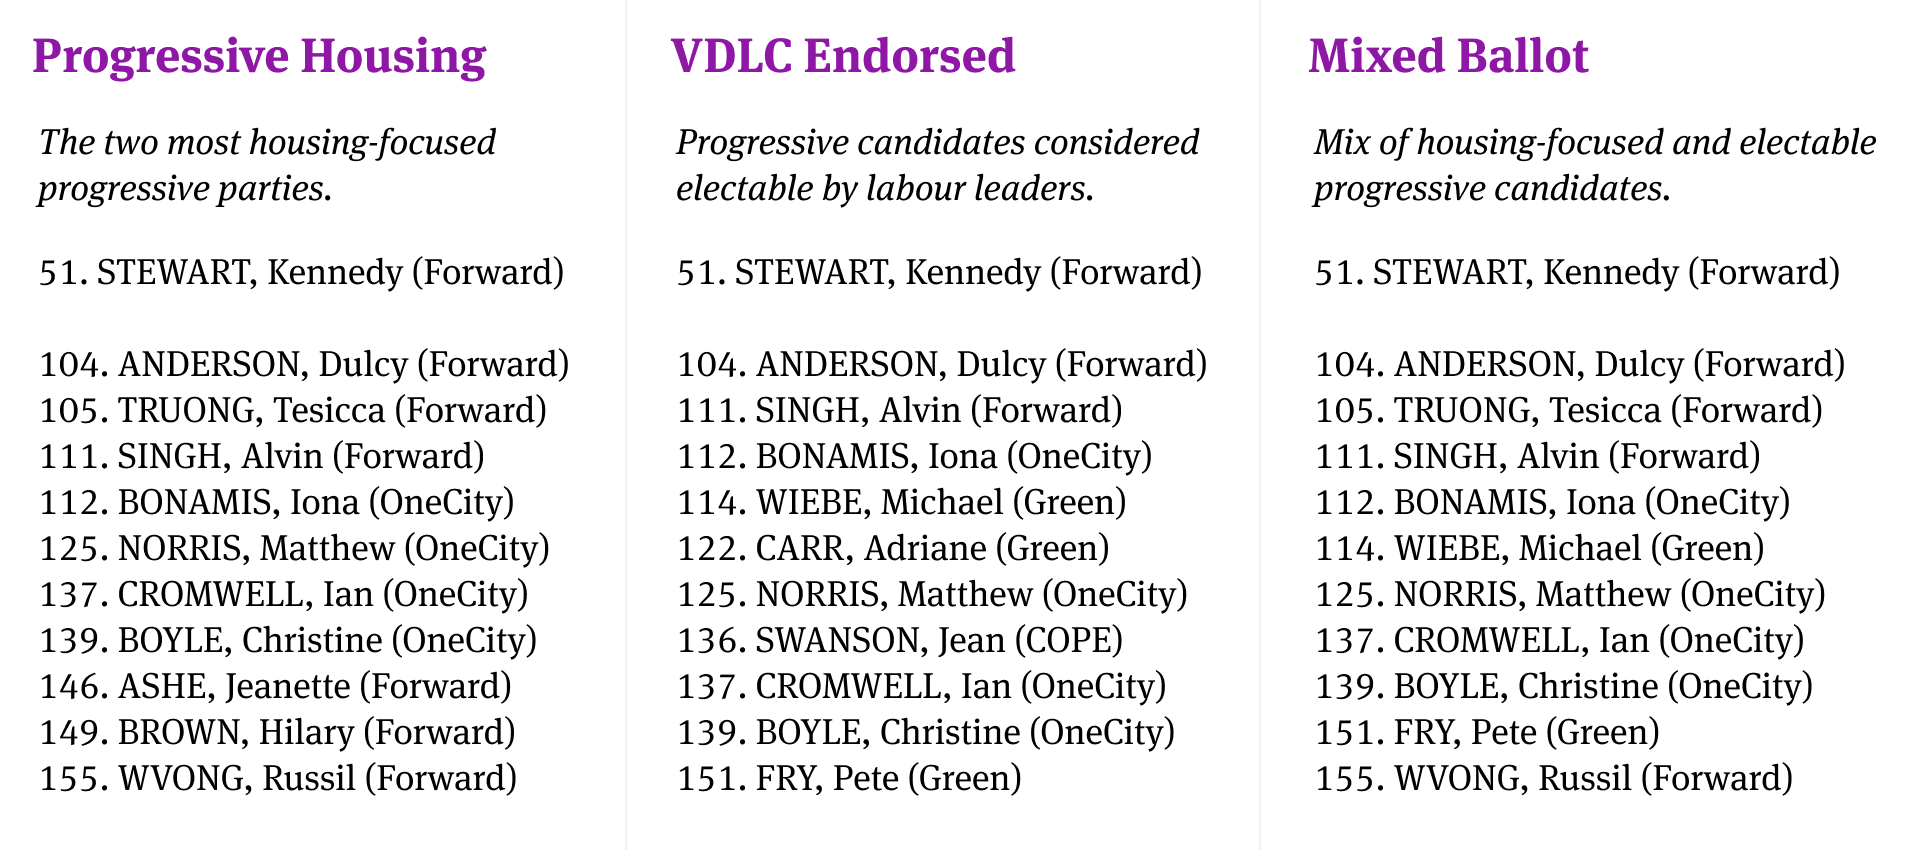 Progressive Housing
The two most housing-focused
progressive parties.
51. STEWART, Kennedy (Forward)
104. ANDERSON, Dulcy (Forward)
105. TRUONG, Tesicca (Forward)
111. SINGH, Alvin (Forward)
112. BONAMIS, Iona (OneCity)
125. NORRIS, Matthew (OneCity)
137. CROMWELL, Ian (OneCity)
139. BOYLE, Christine (OneCity)
146. ASHE, Jeanette (Forward)
149. BROWN, Hilary (Forward)
155. WVONG, Russil (Forward)
VDLC Endorsed
Progressive candidates considered
electable by labour leaders.
51. STEWART, Kennedy (Forward)
104. ANDERSON, Dulcy (Forward)
111. SINGH, Alvin (Forward)
112. BONAMIS, Iona (OneCity)
114. WIEBE, Michael (Green)
122. CARR, Adriane (Green)
125. NORRIS, Matthew (OneCity)
136. SWANSON, Jean (COPE)
137. CROMWELL, Ian (OneCity)
139. BOYLE, Christine (OneCity)
151. FRY, Pete (Green)
Mixed Ballot
Mix of housing-focused and electable
progressive candidates.
51. STEWART, Kennedy (Forward)
104. ANDERSON, Dulcy (Forward)
105. TRUONG, Tesicca (Forward)
111. SINGH, Alvin (Forward)
112. BONAMIS, Iona (OneCity)
114. WIEBE, Michael (Green)
125. NORRIS, Matthew (OneCity)
137. CROMWELL, Ian (OneCity)
139. BOYLE, Christine (OneCity)
151. FRY, Pete (Green)
155. WVONG, Russil (Forward)